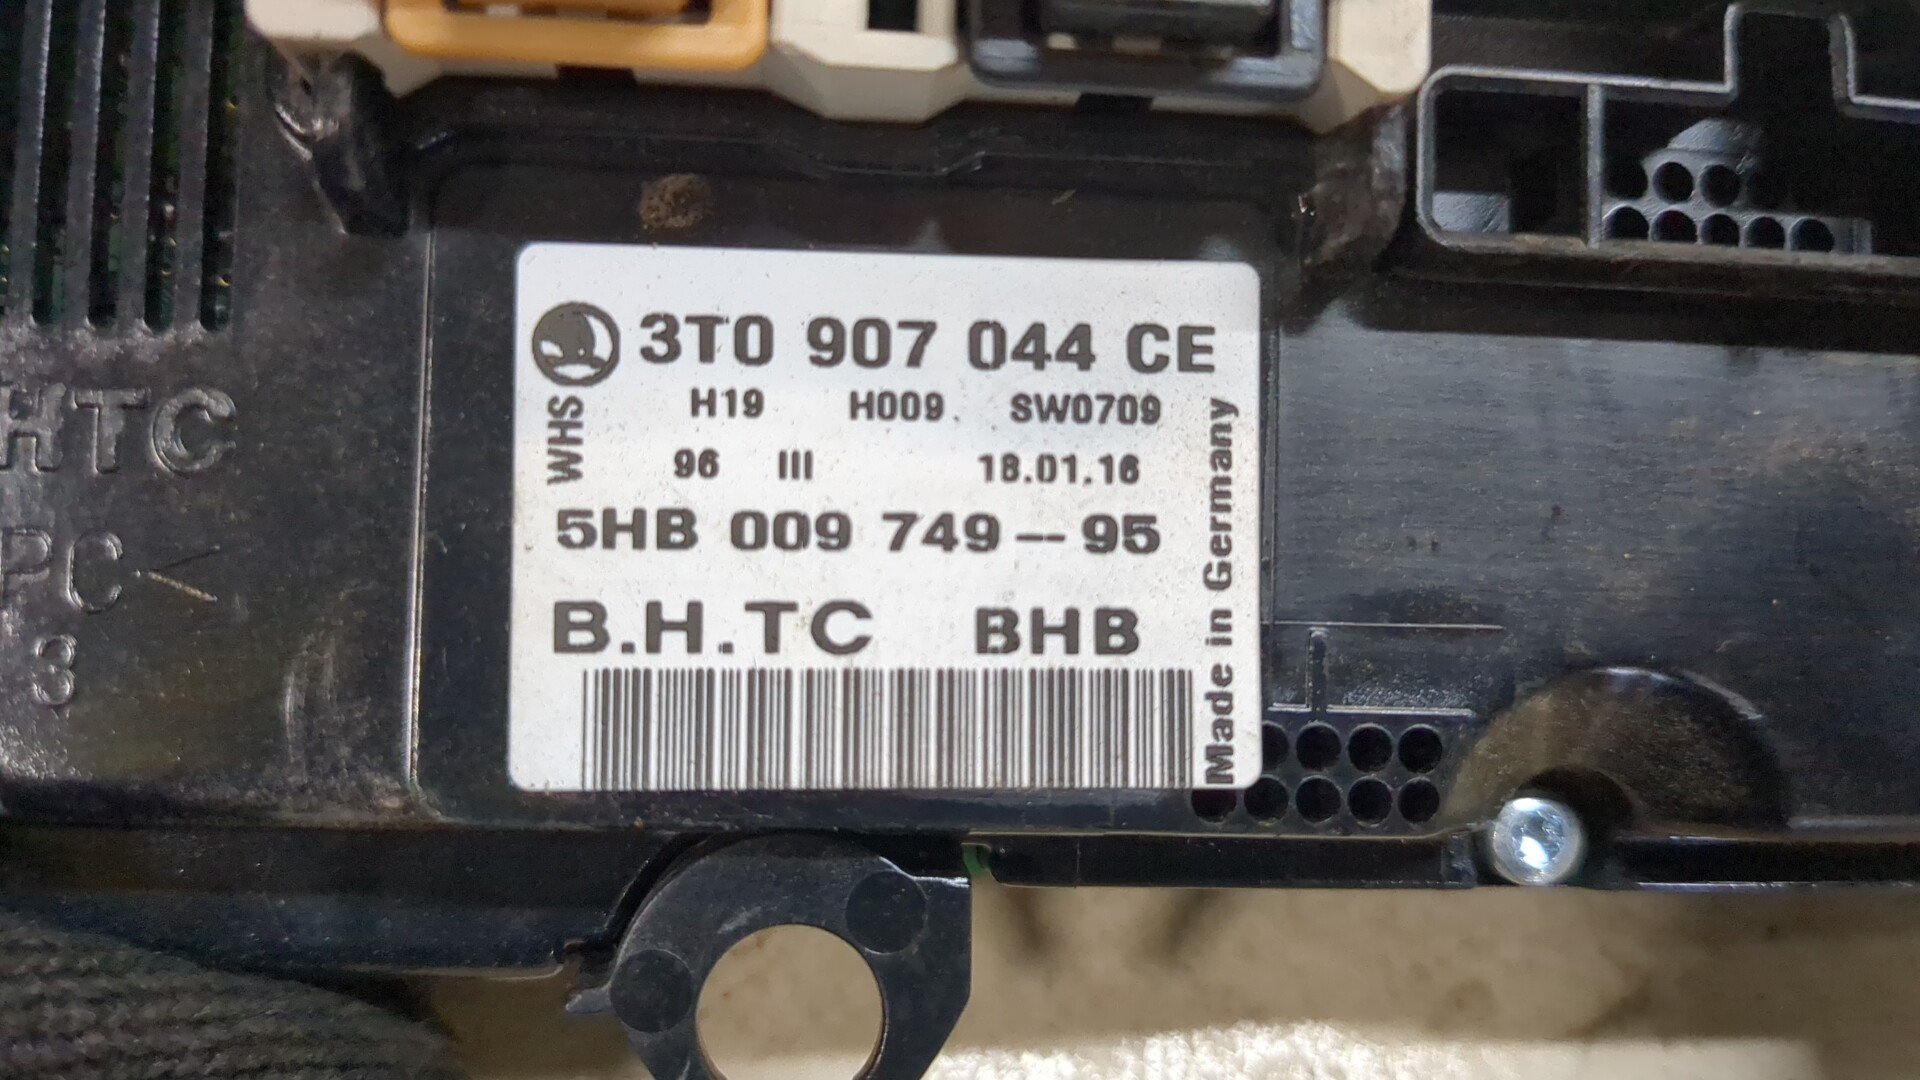 3T0 907 044 CE
H19 H009 SW0709
WHS
96 III 18.01.16
5HB 009 749-95
B.H.TC BHB
Made in Germany
HTC
PC<
3